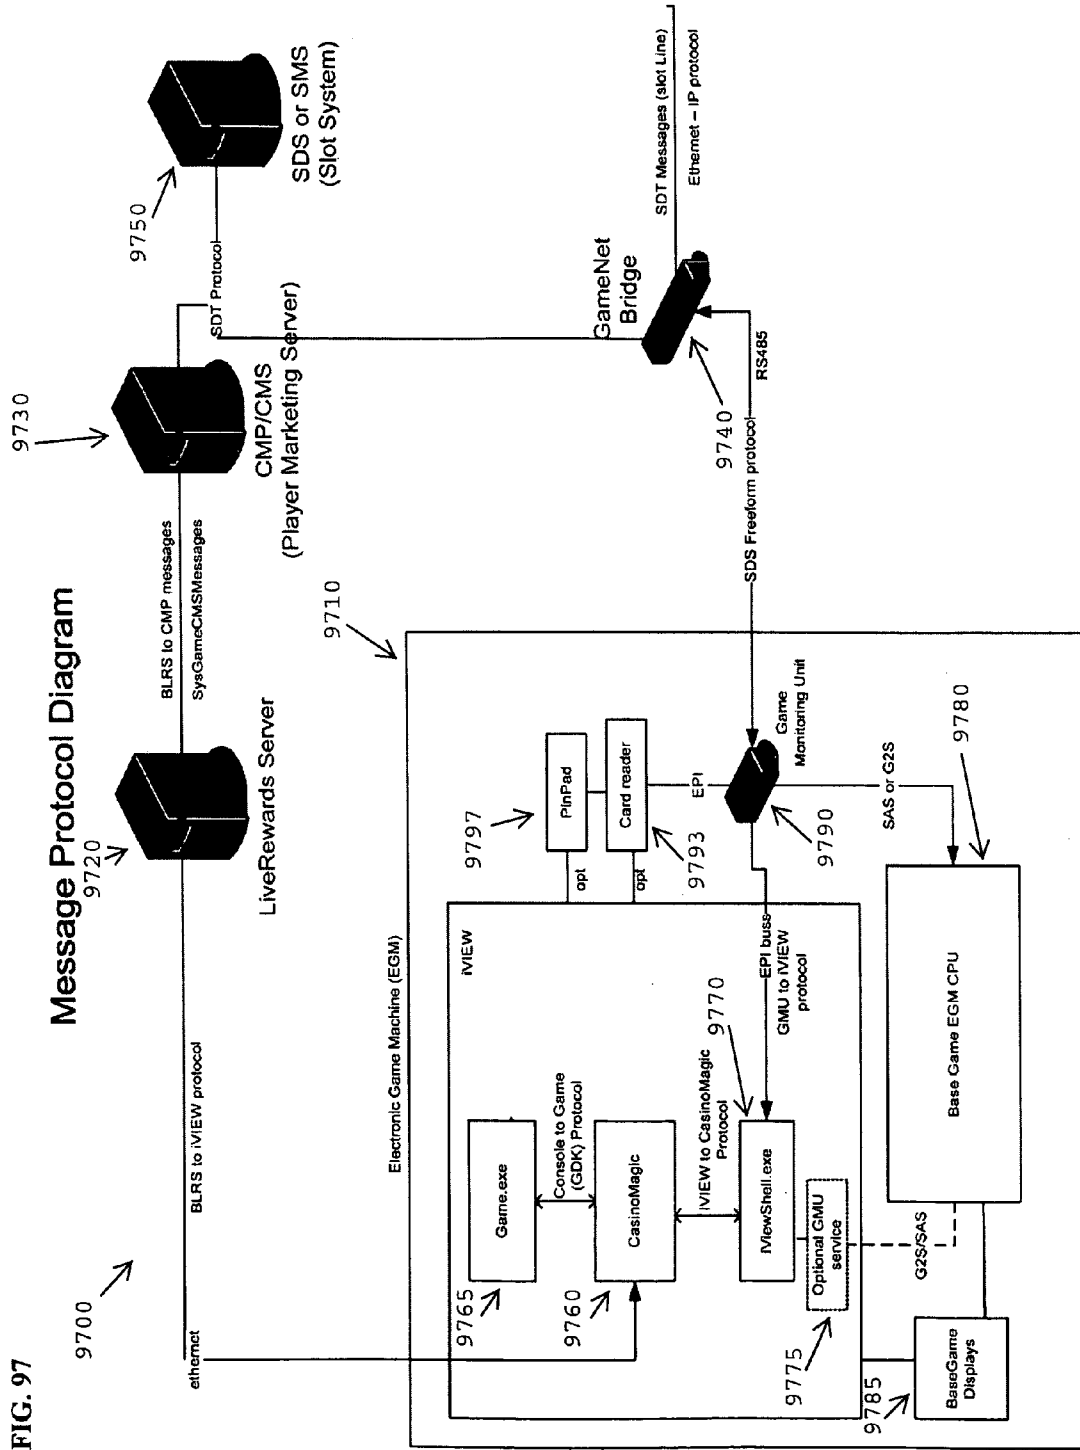 FIG. 97
Message Protocol Diagram
9700
ethernet
BLRS to iVIEW protocol
9720
LiveRewards Server
BLRS to CMP messages
SysGameCMSMessages
9730
CMP/CMS
(Player Marketing Server)
SDT Protocol
9750
SDS or SMS
(Slot System)
GameNet
Bridge
9740
SDT Messages (slot Line)
Ethernet – IP protocol
RS485
SDS Freeform protocol
9710
Electronic Game Machine (EGM)
iVIEW
Game.exe
9765
Console to Game
(GDK) Protocol
CasinoMagic
9760
iVIEW to CasinoMagic
Protocol
9770
iViewShell.exe
Optional GMU
service
9775
EPI buss
GMU to iVIEW
protocol
opt
opt
PinPad
9797
Card reader
9793
EPI
Game
Monitoring Unit
9790
SAS or G2S
9780
Base Game EGM CPU
G2S/SAS
BaseGame
Displays
9785